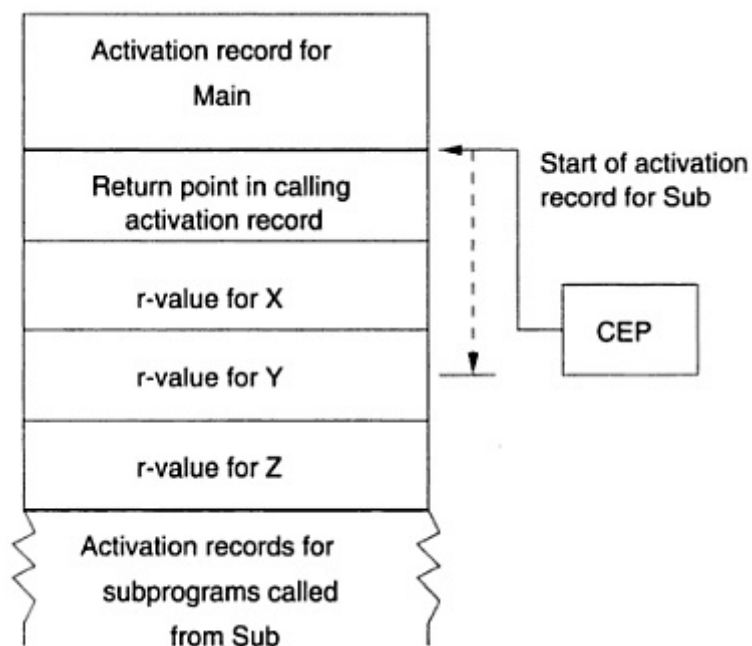 Activation record for
Main
Return point in calling
activation record
Start of activation
record for Sub
r-value for X
CEP
r-value for Y
r-value for Z
Activation records for
subprograms called
from Sub